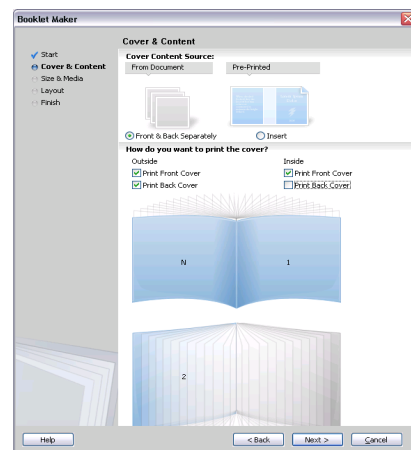 Booklet Maker
Cover & Content
Start
Cover & Content
Size & Media
Layout
Finish
Cover Content Source:
From Document
Pre-Printed
Front & Back Separately
Insert
How do you want to print the cover?
Outside
Inside
Print Front Cover
Print Front Cover
Print Back Cover
Print Back Cover
N
1
2
Help
< Back
Next >
Cancel